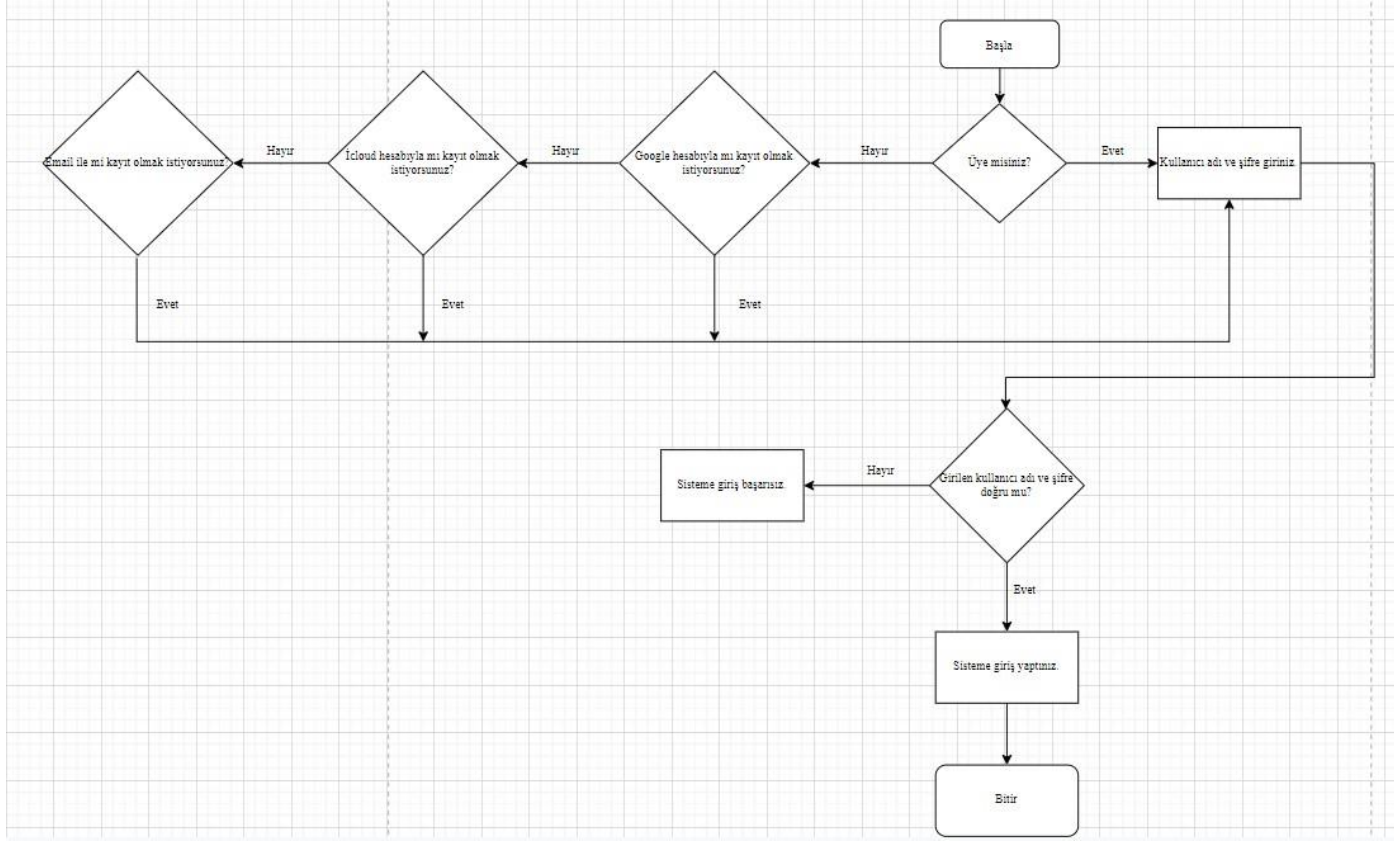 Başla
Email ile mi kayıt olmak istiyorsunuz?
Hayır
İcloud hesabıyla mı kayıt olmak
istiyorsunuz?
Hayır
Google hesabıyla mı kayıt olmak
istiyorsunuz?
Hayır
Üye misiniz?
Evet
Kullanıcı adı ve şifre giriniz.
Evet
Evet
Evet
Sisteme giriş başarısız.
Hayır
Girilen kullanıcı adı ve şifre
doğru mu?
Evet
Sisteme giriş yaptınız.
Bitir